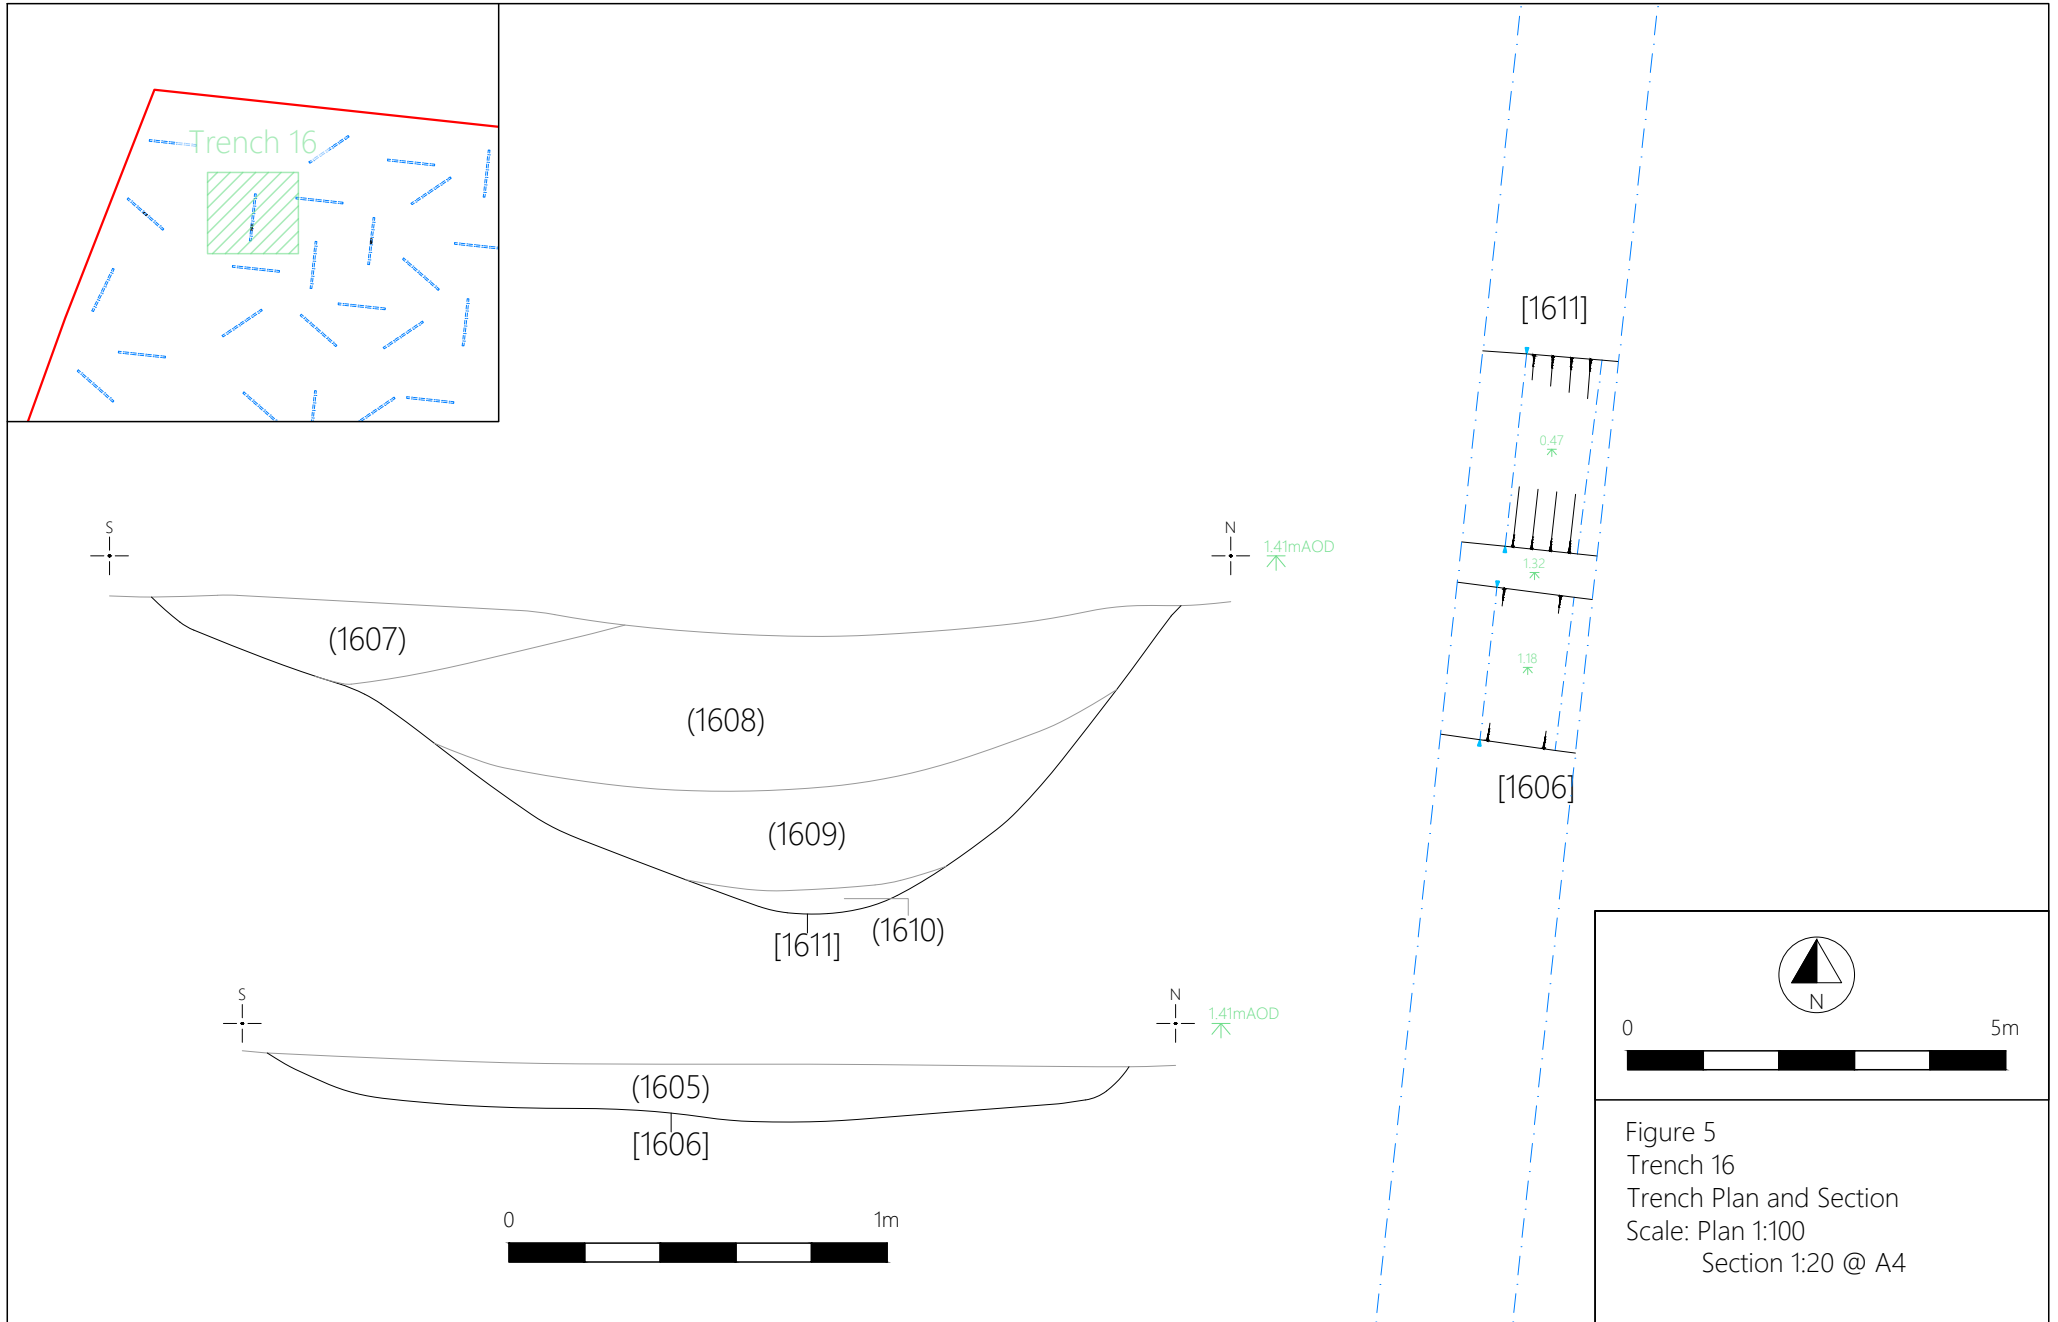 Trench 16
[1611]
0.47
1.32
1.18
[1606]
S
N
1.41mAOD
(1607)
(1608)
(1609)
(1610)
[1611]
S
N
1.41mAOD
(1605)
[1606]
0 1m
N
0 5m
Figure 5
Trench 16
Trench Plan and Section
Scale: Plan 1:100
Section 1:20 @ A4